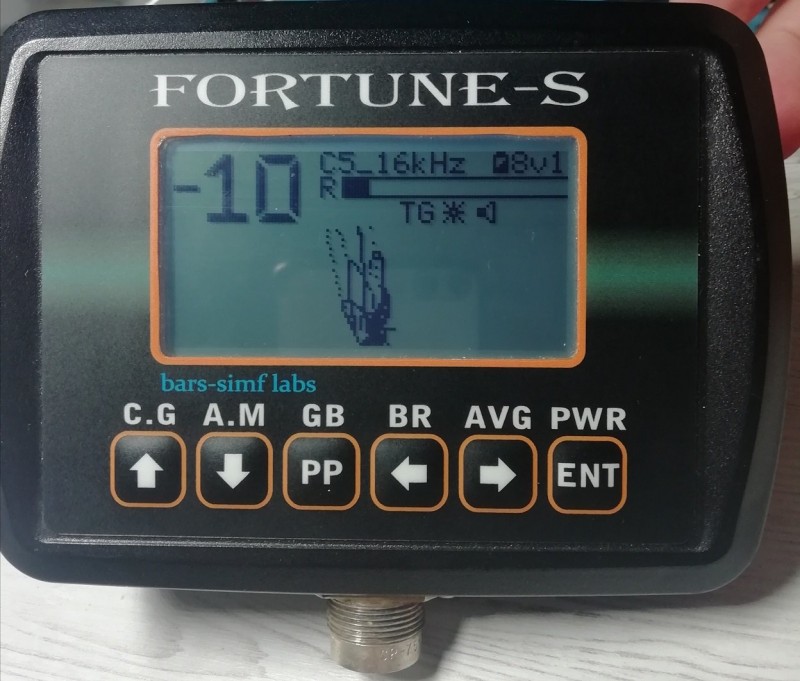 FORTUNE-S
-10
C5_16kHz 8v1
R
TG
bars-simf labs
C.G A.M GB BR AVG PWR
PP ENT